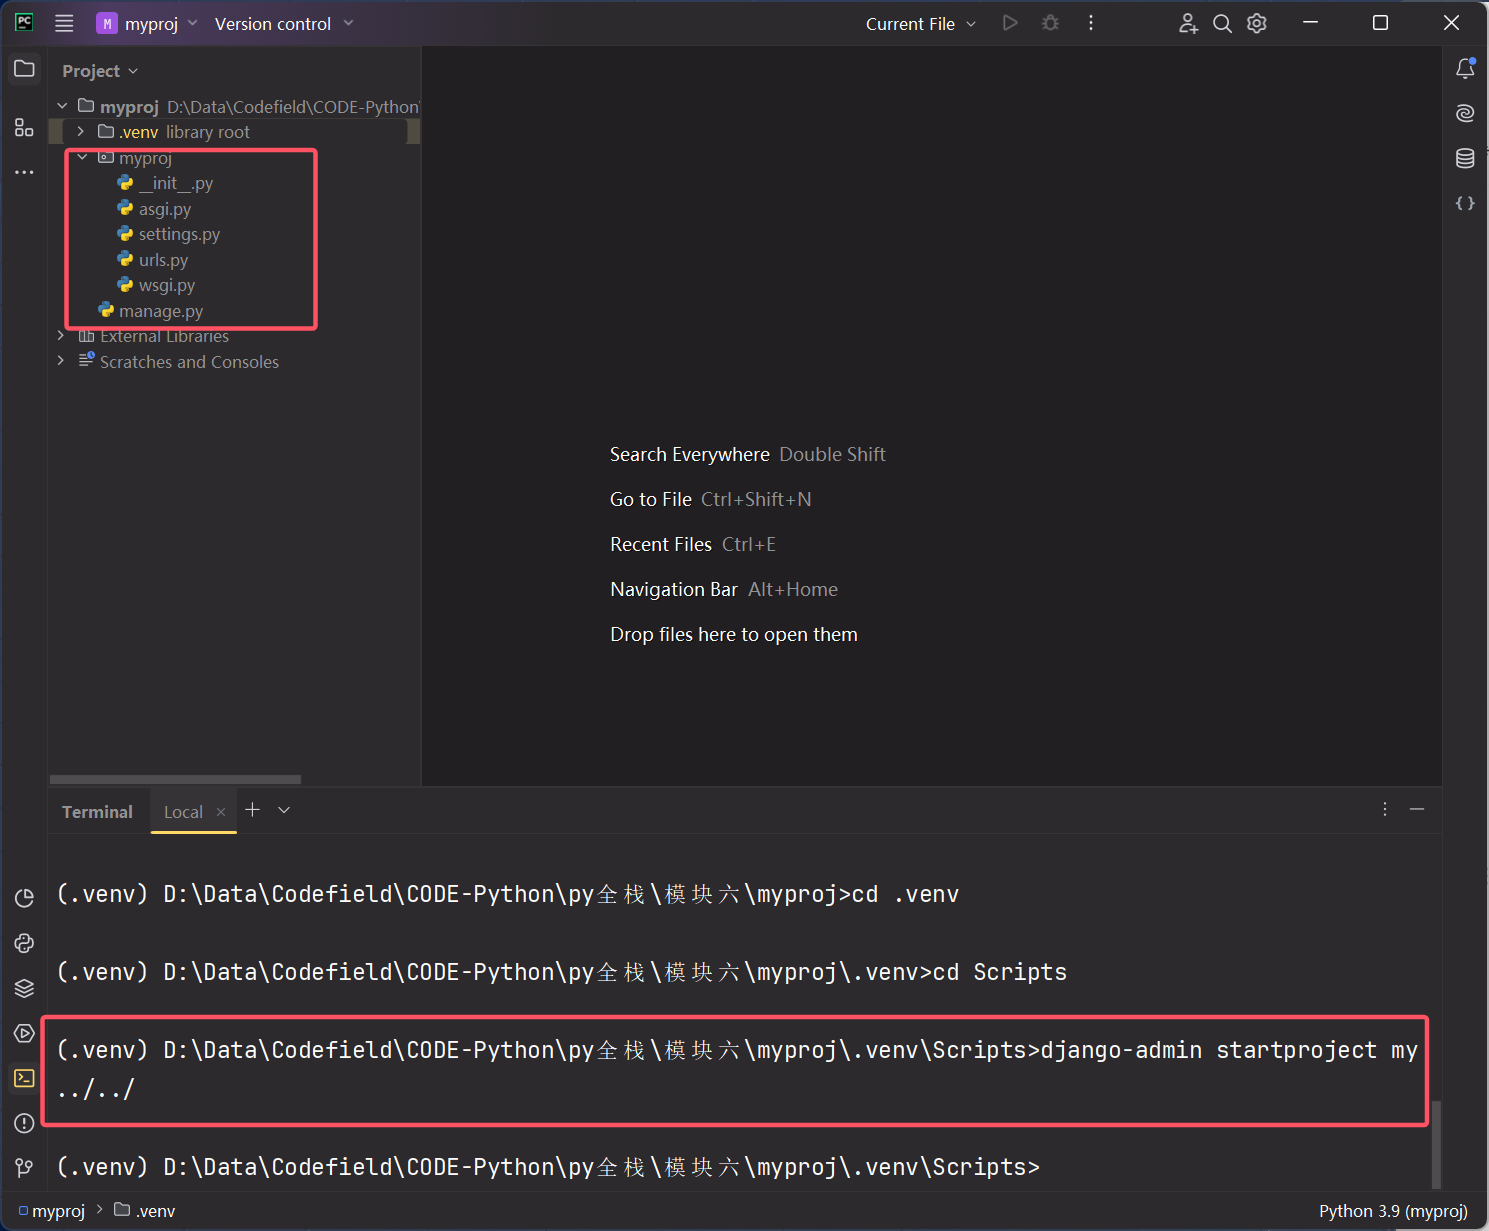 PC M myproj Version control Current File
Project
myproj D:\Data\Codefield\CODE-Python
.venv library root
myproj
__init__.py
asgi.py
settings.py
urls.py
wsgi.py
manage.py
External Libraries
Scratches and Consoles
Search Everywhere Double Shift
Go to File Ctrl+Shift+N
Recent Files Ctrl+E
Navigation Bar Alt+Home
Drop files here to open them
Terminal Local
(.venv) D:\Data\Codefield\CODE-Python\py全栈\模块六\myproj>cd .venv
(.venv) D:\Data\Codefield\CODE-Python\py全栈\模块六\myproj\.venv>cd Scripts
(.venv) D:\Data\Codefield\CODE-Python\py全栈\模块六\myproj\.venv\Scripts>django-admin startproject my
../../
(.venv) D:\Data\Codefield\CODE-Python\py全栈\模块六\myproj\.venv\Scripts>
myproj > .venv Python 3.9 (myproj)